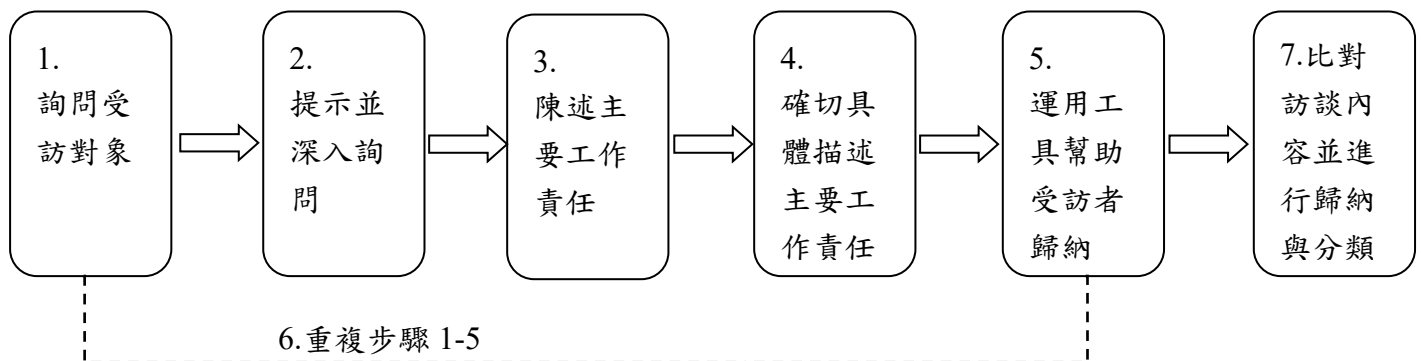 1.
詢問受
訪對象
2.
提示並
深入詢
問
3.
陳述主
要工作
責任
4.
確切具
體描述
主要工
作責任
5.
運用工
具幫助
受訪者
歸納
7.比對
訪談內
容並進
行歸納
與分類
6.重複步驟 1-5